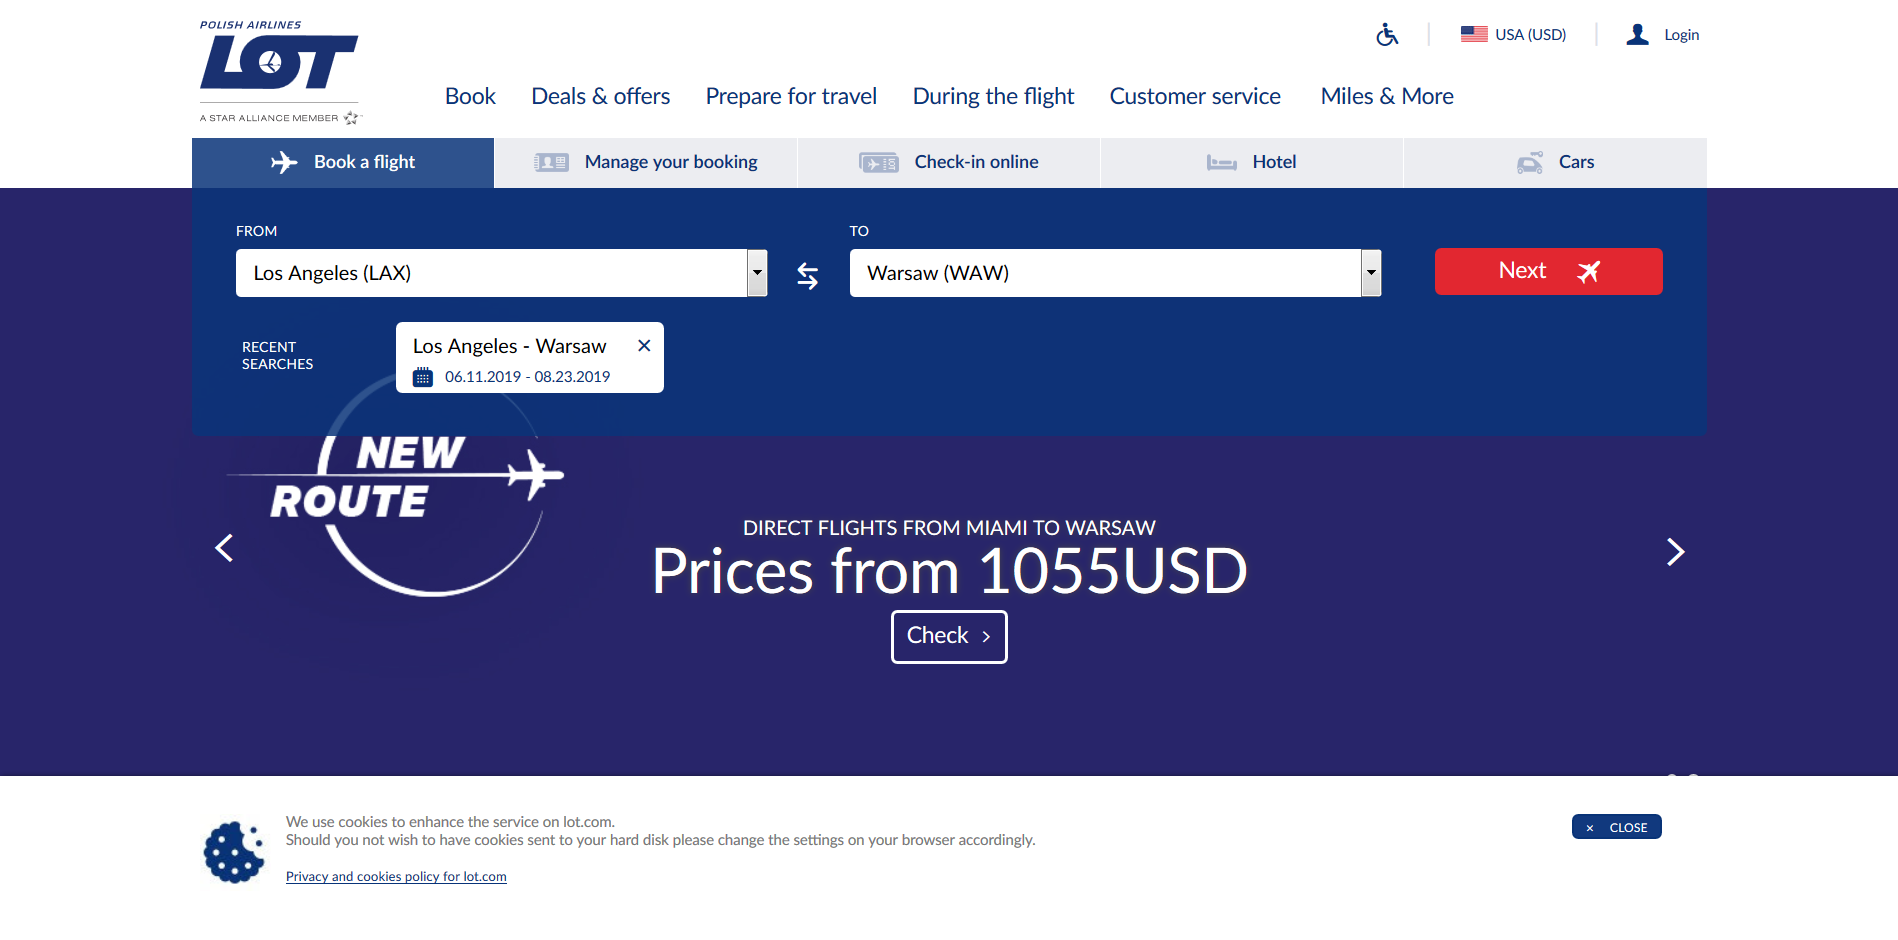 POLISH AIRLINES
LOT
A STAR ALLIANCE MEMBER
USA (USD)
Login
Book
Deals & offers
Prepare for travel
During the flight
Customer service
Miles & More
Book a flight
Manage your booking
Check-in online
Hotel
Cars
FROM
TO
Los Angeles (LAX)
Warsaw (WAW)
Next
RECENT
SEARCHES
Los Angeles - Warsaw
06.11.2019 - 08.23.2019
NEW
ROUTE
DIRECT FLIGHTS FROM MIAMI TO WARSAW
Prices from 1055USD
Check
We use cookies to enhance the service on lot.com.
Should you not wish to have cookies sent to your hard disk please change the settings on your browser accordingly.
CLOSE
Privacy and cookies policy for lot.com